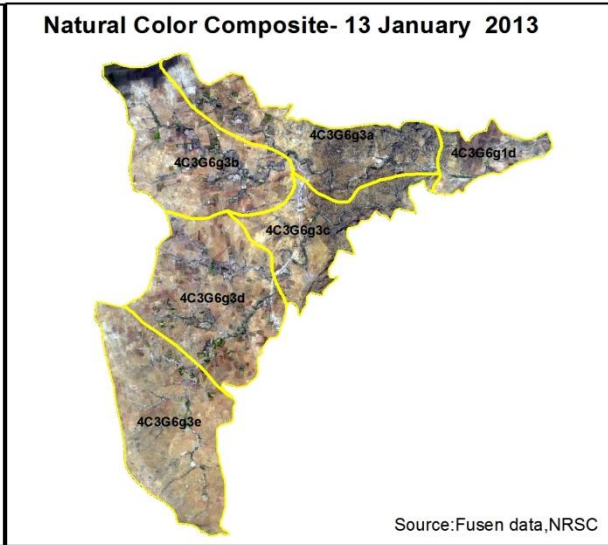 Natural Color Composite- 13 January 2013
4C3G6g3a
4C3G6g1d
4C3G6g3b
4C3G6g3c
4C3G6g3d
4C3G6g3e
Source:Fusen data,NRSC